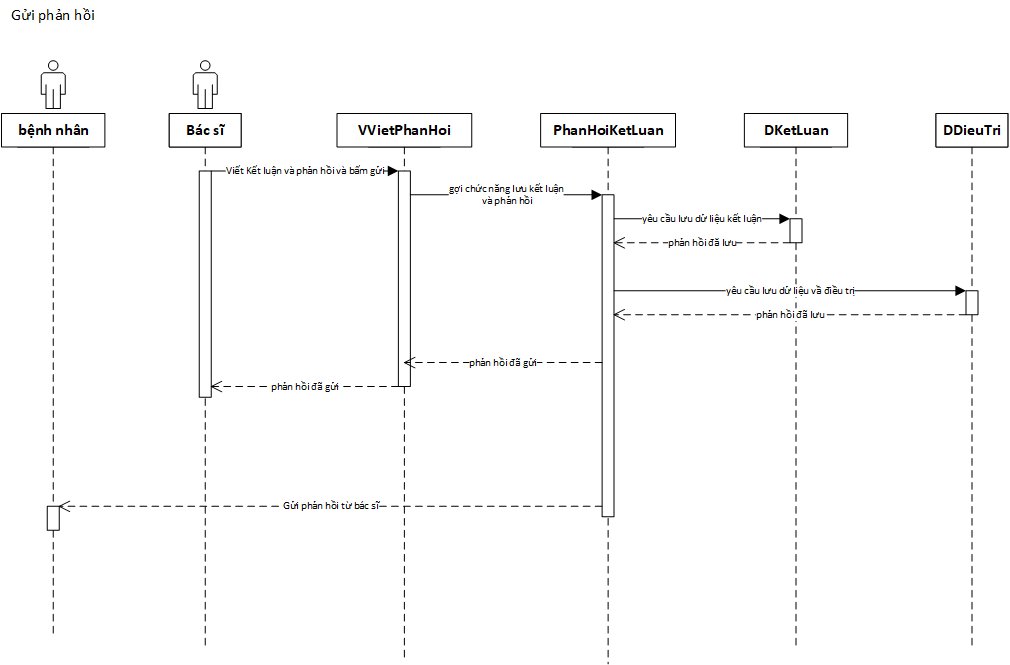 Gửi phản hồi
bệnh nhân
Bác sĩ
VVietPhanHoi
PhanHoiKetLuan
DKetLuan
DDieuTri
Viết Kết luận và phản hồi và bấm gửi
gợi chức năng lưu kết luận
và phản hồi
yêu cầu lưu dữ liệu kết luận
phản hồi đã lưu
yêu cầu lưu dữ liệu vầ điều trị
phản hồi đã lưu
phản hồi đã gửi
phản hồi đã gửi
Gửi phản hồi từ bác sĩ